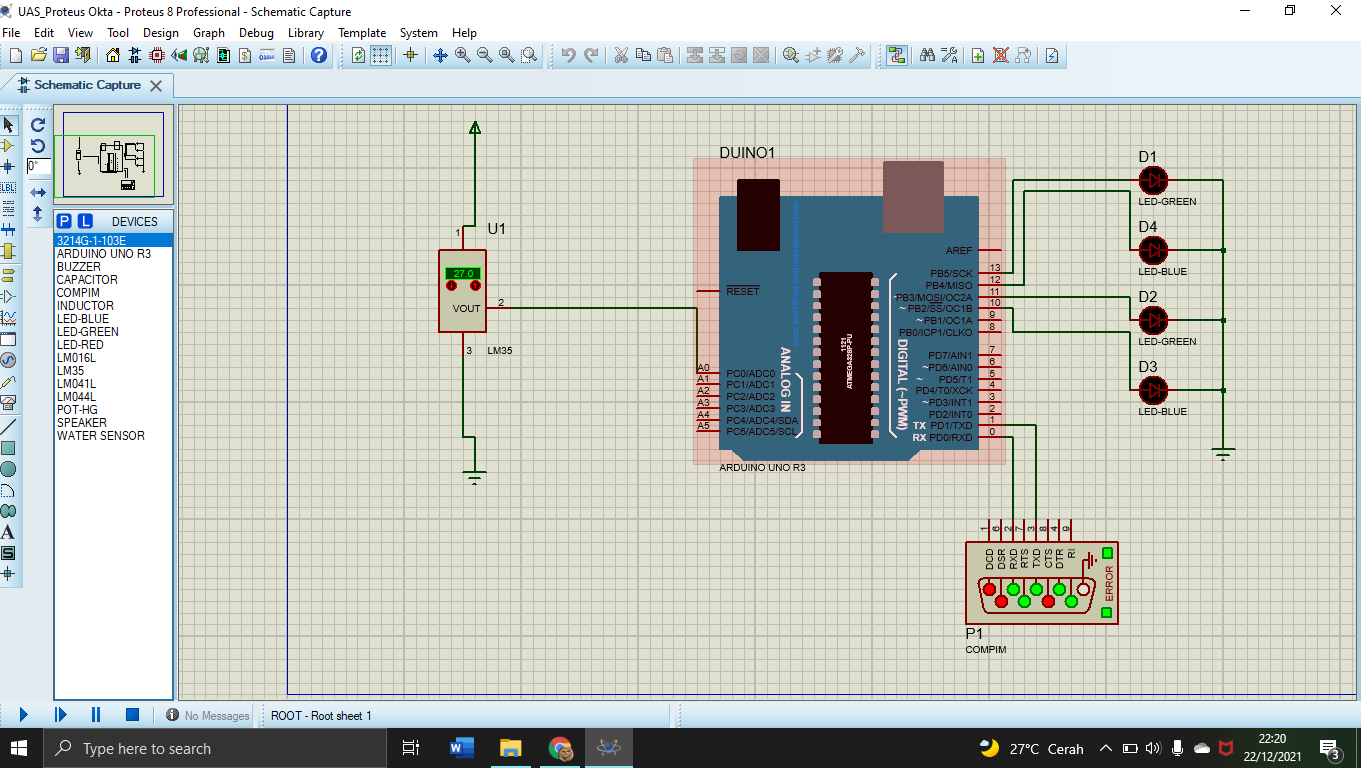 UAS_Proteus Okta - Proteus 8 Professional - Schematic Capture
File Edit View Tool Design Graph Debug Library Template System Help
Schematic Capture
0°
LBL
P L DEVICES
3214G-1-103E
ARDUINO UNO R3
BUZZER
CAPACITOR
COMPIM
INDUCTOR
LED-BLUE
LED-GREEN
LED-RED
LM016L
LM35
LM041L
LM044L
POT-HG
SPEAKER
WATER SENSOR
A
S
U1
1
27.0
VOUT
2
3
LM35
DUINO1
RESET
A0 PC0/ADC0
A1 PC1/ADC1
A2 PC2/ADC2
A3 PC3/ADC3
A4 PC4/ADC4/SDA
A5 PC5/ADC5/SCL
ANALOG IN
1121
ATMEGA328P-PU
DIGITAL (~PWM)
AREF
PB5/SCK 13
PB4/MISO 12
~PB3/MOSI/OC2A 11
~PB2/SS/OC1B 10
~PB1/OC1A 9
PB0/ICP1/CLKO 8
PD7/AIN1 7
~PD6/AIN0 6
~PD5/T1 5
PD4/T0/XCK 4
~PD3/INT1 3
PD2/INT0 2
TX PD1/TXD 1
RX PD0/RXD 0
ARDUINO UNO R3
D1
LED-GREEN
D4
LED-BLUE
D2
LED-GREEN
D3
LED-BLUE
1 6 2 7 3 8 4 9
DCD DSR RXD RTS TXD CTS DTR RI
ERROR
P1
COMPIM
No Messages
ROOT - Root sheet 1
Type here to search
27°C Cerah
22:20
22/12/2021
3